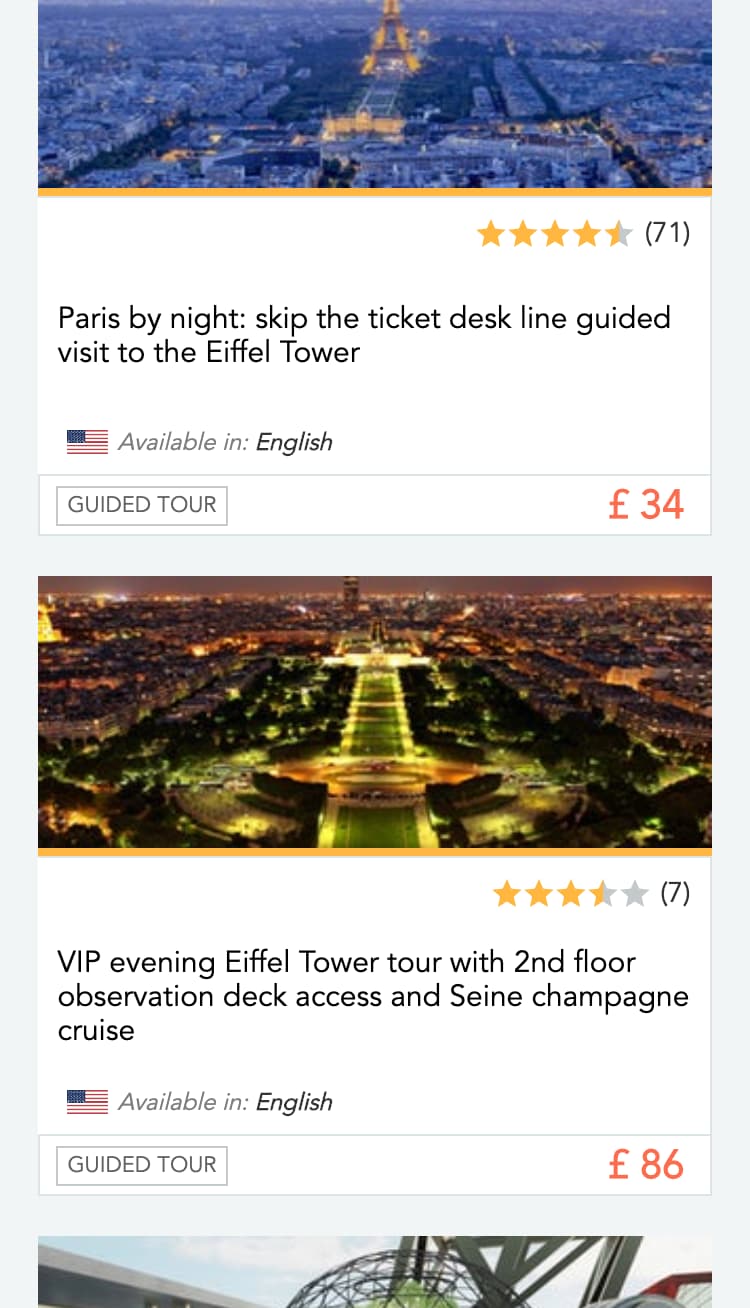 (71)
Paris by night: skip the ticket desk line guided
visit to the Eiffel Tower
Available in: English
GUIDED TOUR
£ 34
(7)
VIP evening Eiffel Tower tour with 2nd floor
observation deck access and Seine champagne
cruise
Available in: English
GUIDED TOUR
£ 86